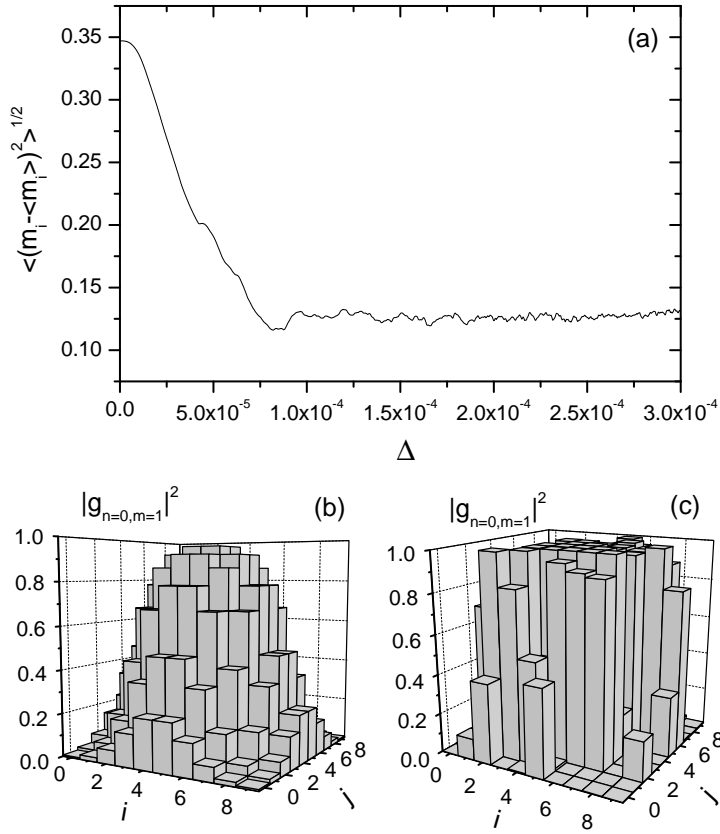 (a)
<(m_i-<m_i>)^2>^1/2
0.35
0.30
0.25
0.20
0.15
0.10
0.0 5.0x10^-5 1.0x10^-4 1.5x10^-4 2.0x10^-4 2.5x10^-4 3.0x10^-4
Δ
|g_n=0,m=1|^2 (b)
1.0
0.8
0.6
0.4
0.2
0.0
0 2 4 6 8
i
0 2 4 6 8
j
|g_n=0,m=1|^2 (c)
1.0
0.8
0.6
0.4
0.2
0.0
0 2 4 6 8
i
0 2 4 6 8
j